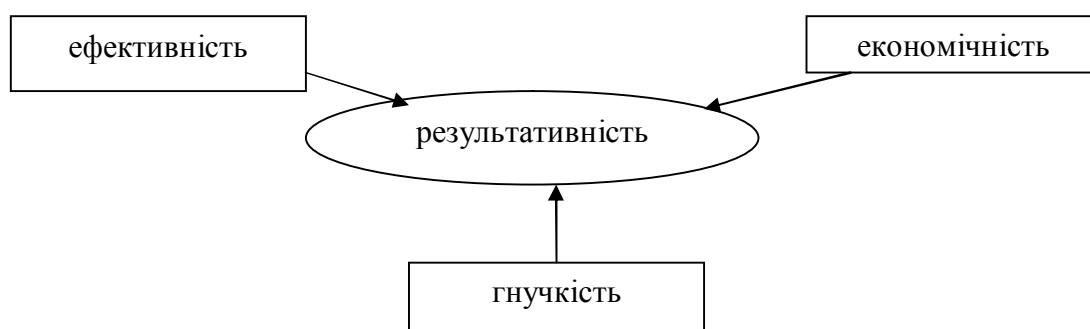 ефективність
економічність
результативність
гнучкість